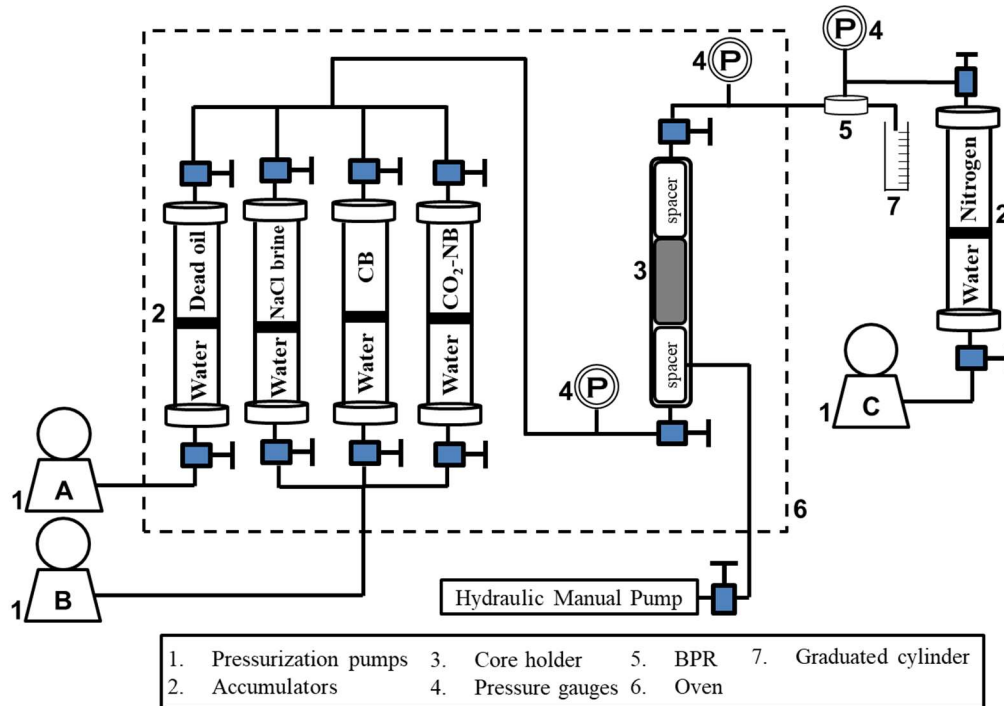 P
4
P
4
5
7
Dead oil
NaCl brine
CB
CO₂-NB
Water
Water
Water
Water
2
spacer
3
spacer
Nitrogen
Water
2
P
4
C
1
A
1
B
1
6
Hydraulic Manual Pump
1. Pressurization pumps 3. Core holder 5. BPR 7. Graduated cylinder
2. Accumulators 4. Pressure gauges 6. Oven